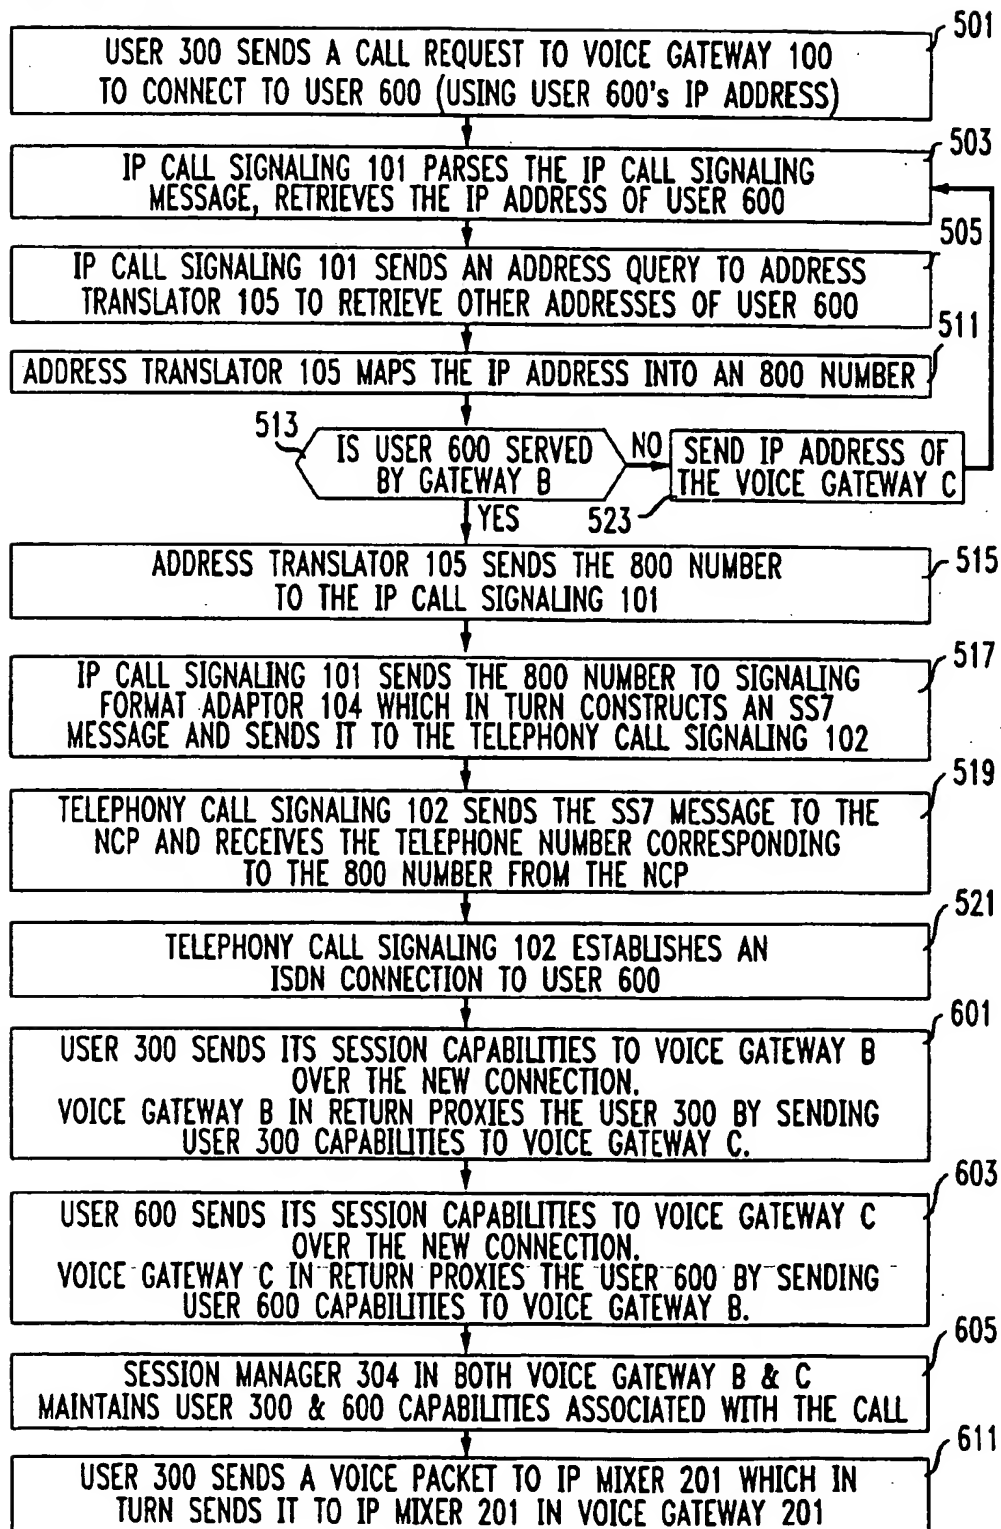 501
USER 300 SENDS A CALL REQUEST TO VOICE GATEWAY 100
TO CONNECT TO USER 600 (USING USER 600's IP ADDRESS)
503
IP CALL SIGNALING 101 PARSES THE IP CALL SIGNALING
MESSAGE, RETRIEVES THE IP ADDRESS OF USER 600
505
IP CALL SIGNALING 101 SENDS AN ADDRESS QUERY TO ADDRESS
TRANSLATOR 105 TO RETRIEVE OTHER ADDRESSES OF USER 600
511
ADDRESS TRANSLATOR 105 MAPS THE IP ADDRESS INTO AN 800 NUMBER
513
IS USER 600 SERVED
BY GATEWAY B
NO
SEND IP ADDRESS OF
THE VOICE GATEWAY C
YES
523
515
ADDRESS TRANSLATOR 105 SENDS THE 800 NUMBER
TO THE IP CALL SIGNALING 101
517
IP CALL SIGNALING 101 SENDS THE 800 NUMBER TO SIGNALING
FORMAT ADAPTOR 104 WHICH IN TURN CONSTRUCTS AN SS7
MESSAGE AND SENDS IT TO THE TELEPHONY CALL SIGNALING 102
519
TELEPHONY CALL SIGNALING 102 SENDS THE SS7 MESSAGE TO THE
NCP AND RECEIVES THE TELEPHONE NUMBER CORRESPONDING
TO THE 800 NUMBER FROM THE NCP
521
TELEPHONY CALL SIGNALING 102 ESTABLISHES AN
ISDN CONNECTION TO USER 600
601
USER 300 SENDS ITS SESSION CAPABILITIES TO VOICE GATEWAY B
OVER THE NEW CONNECTION.
VOICE GATEWAY B IN RETURN PROXIES THE USER 300 BY SENDING
USER 300 CAPABILITIES TO VOICE GATEWAY C.
603
USER 600 SENDS ITS SESSION CAPABILITIES TO VOICE GATEWAY C
OVER THE NEW CONNECTION.
VOICE GATEWAY C IN RETURN PROXIES THE USER 600 BY SENDING
USER 600 CAPABILITIES TO VOICE GATEWAY B.
605
SESSION MANAGER 304 IN BOTH VOICE GATEWAY B & C
MAINTAINS USER 300 & 600 CAPABILITIES ASSOCIATED WITH THE CALL
611
USER 300 SENDS A VOICE PACKET TO IP MIXER 201 WHICH IN
TURN SENDS IT TO IP MIXER 201 IN VOICE GATEWAY 201